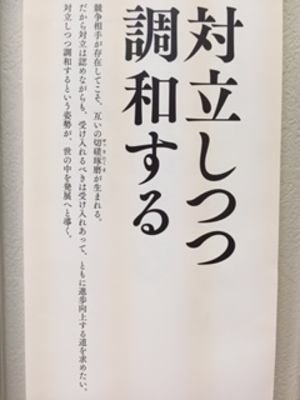 対立しつつ
調和する
競争相手が存在してこそ、互いの切磋琢磨が生まれる。
だから対立は認めながらも、受け入れるべきは受け入れあって、ともに進歩向上する道を求めたい。
対立しつつ調和するという姿勢が、世の中を発展へと導く。